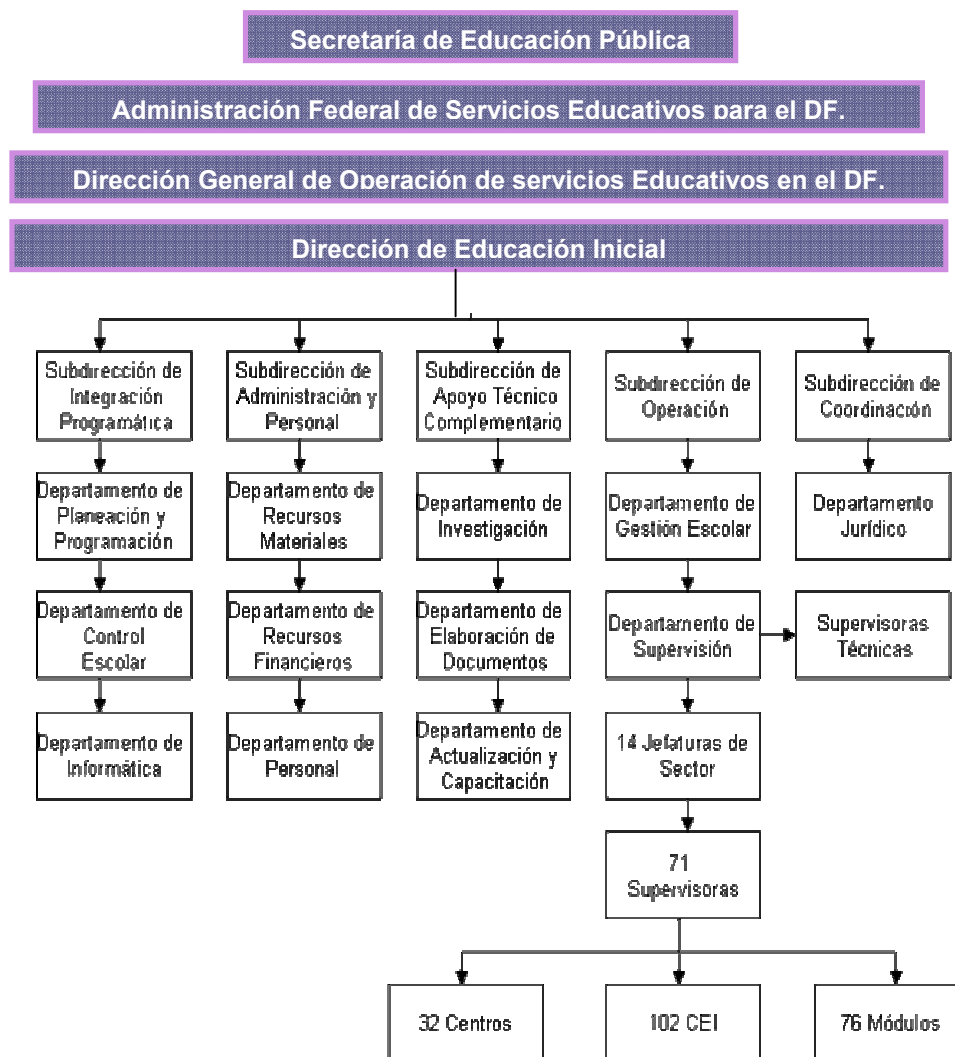 Secretaría de Educación Pública
Administración Federal de Servicios Educativos para el DF.
Dirección General de Operación de servicios Educativos en el DF.
Dirección de Educación Inicial
Subdirección de
Integración
Programática
Subdirección de
Administración y
Personal
Subdirección de
Apoyo Técnico
Complementario
Subdirección de
Operación
Subdirección de
Coordinación
Departamento de
Planeación y
Programación
Departamento de
Recursos
Materiales
Departamento de
Investigación
Departamento de
Gestión Escolar
Departamento
Jurídico
Departamento de
Control
Escolar
Departamento de
Recursos
Financieros
Departamento de
Elaboración de
Documentos
Departamento de
Supervisión
Supervisoras
Técnicas
Departamento de
Informática
Departamento de
Personal
Departamento de
Actualización y
Capacitación
14 Jefaturas de
Sector
71
Supervisoras
32 Centros
102 CEI
76 Módulos